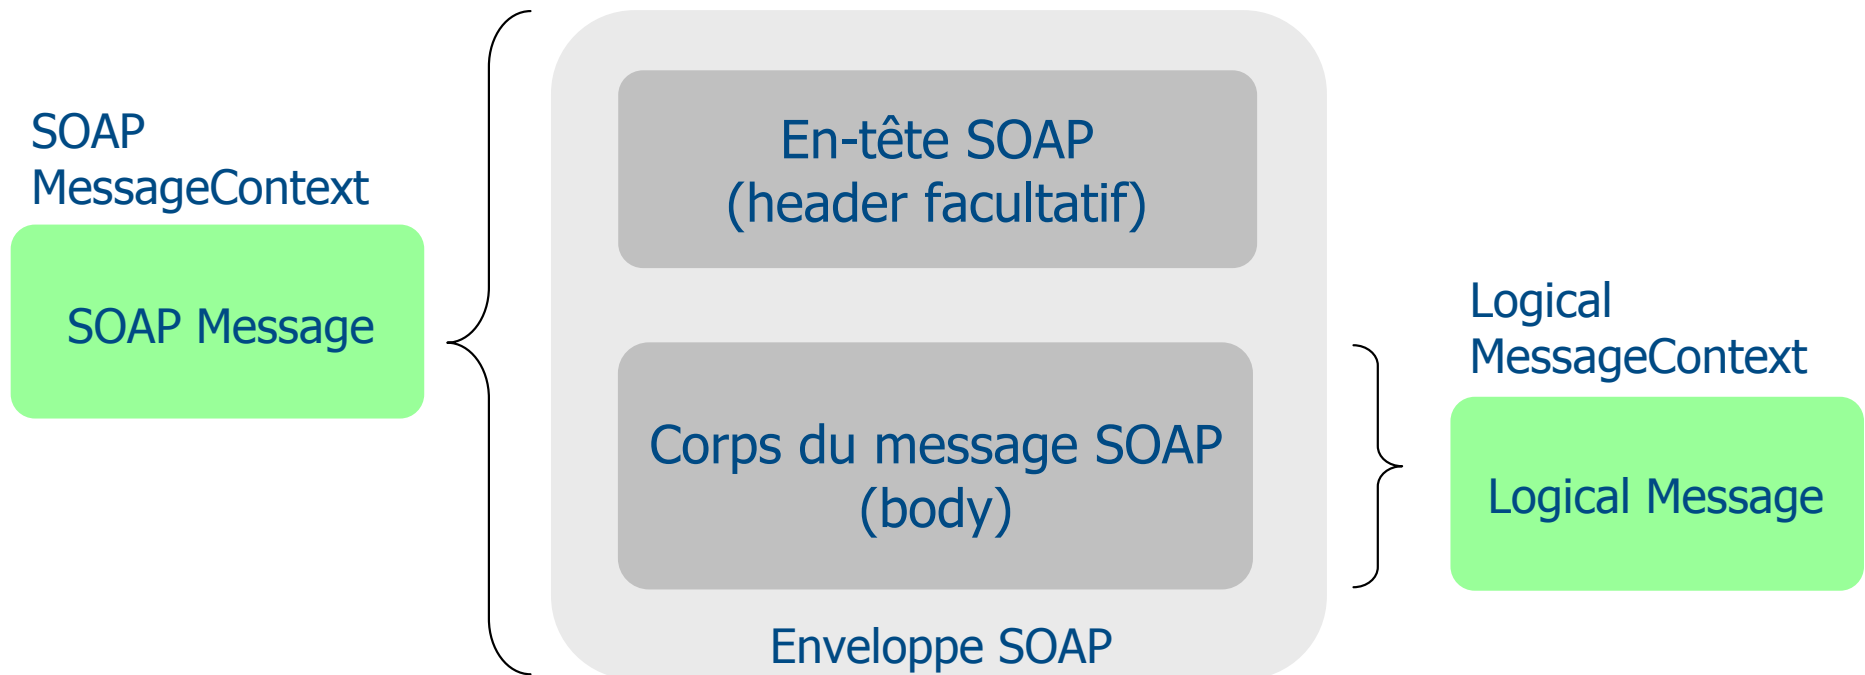 SOAP
MessageContext
SOAP Message
En-tête SOAP
(header facultatif)
Corps du message SOAP
(body)
Enveloppe SOAP
Logical
MessageContext
Logical Message